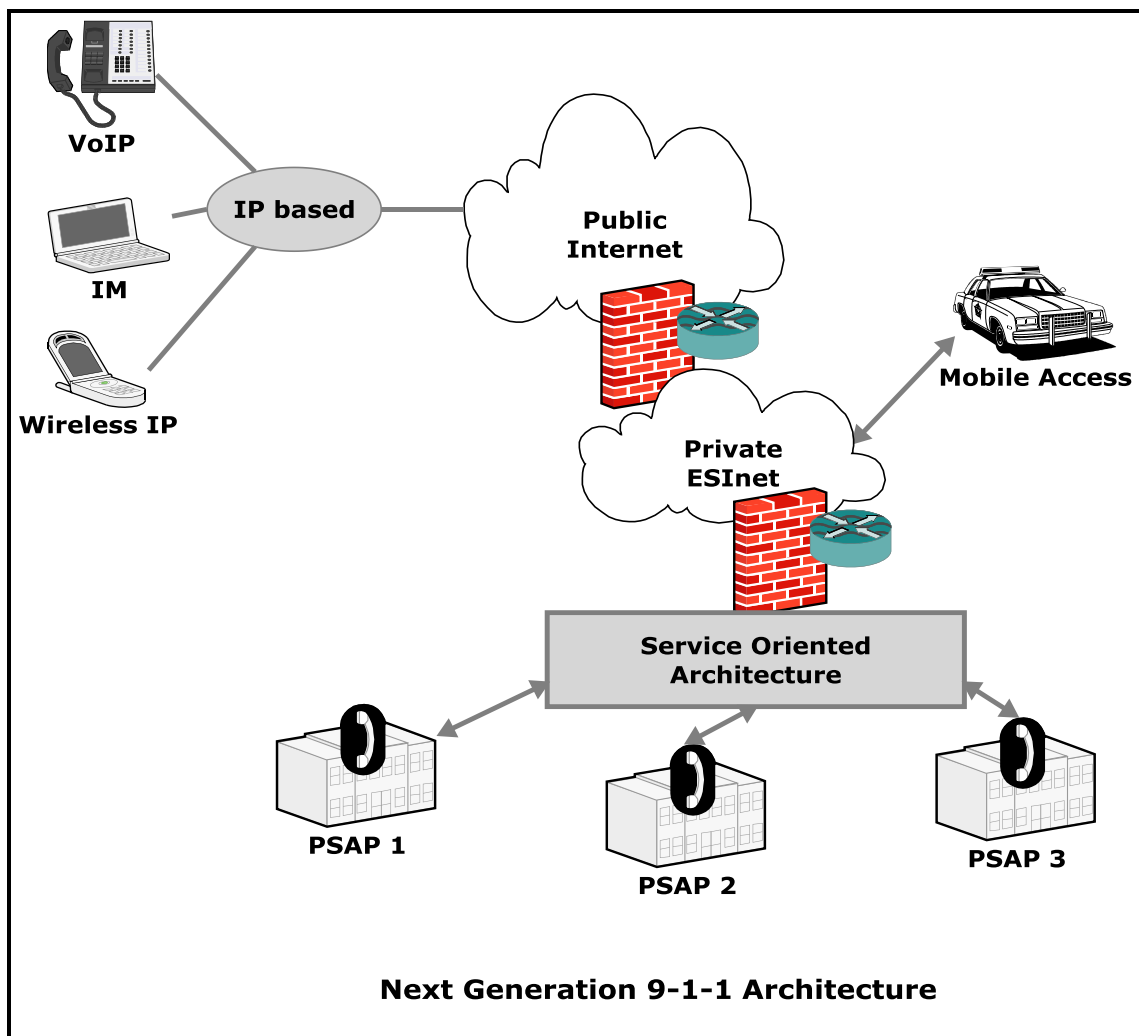 VoIP
IP based
IM
Wireless IP
Public
Internet
Mobile Access
Private
ESInet
Service Oriented
Architecture
PSAP 1
PSAP 2
PSAP 3
Next Generation 9-1-1 Architecture